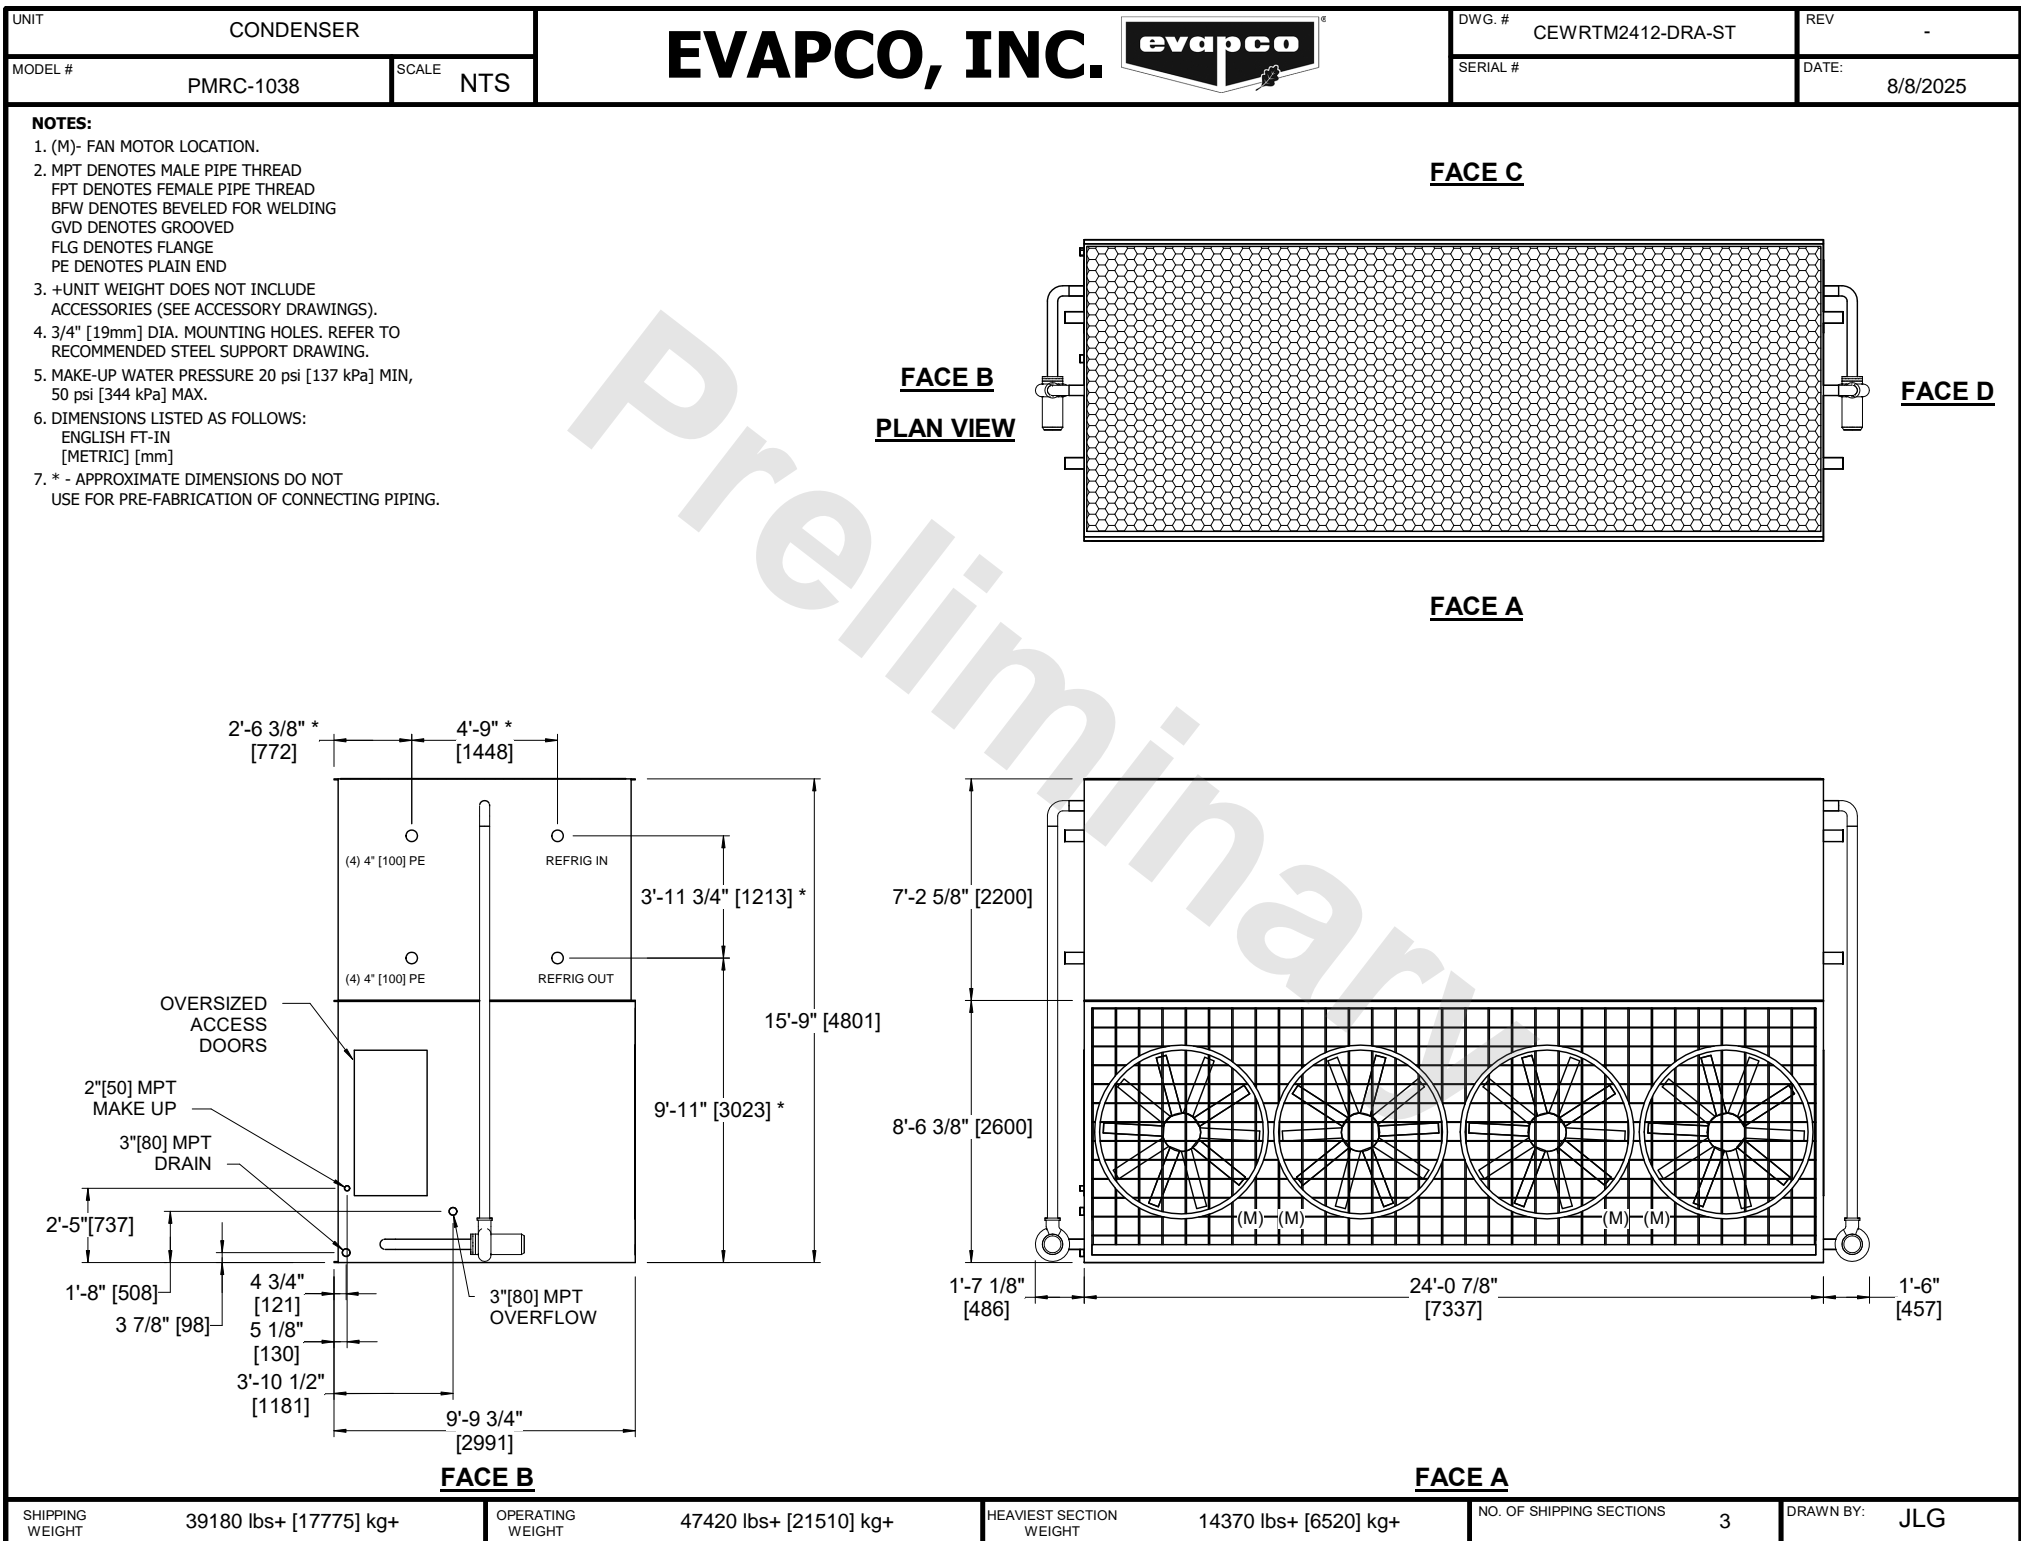 UNIT
CONDENSER
MODEL #
PMRC-1038
SCALE
NTS
EVAPCO, INC.
evapco
®
DWG. #
CEWRTM2412-DRA-ST
REV
-
SERIAL #
DATE:
8/8/2025
NOTES:
1. (M)- FAN MOTOR LOCATION.
2. MPT DENOTES MALE PIPE THREAD
FPT DENOTES FEMALE PIPE THREAD
BFW DENOTES BEVELED FOR WELDING
GVD DENOTES GROOVED
FLG DENOTES FLANGE
PE DENOTES PLAIN END
3. +UNIT WEIGHT DOES NOT INCLUDE
ACCESSORIES (SEE ACCESSORY DRAWINGS).
4. 3/4" [19mm] DIA. MOUNTING HOLES. REFER TO
RECOMMENDED STEEL SUPPORT DRAWING.
5. MAKE-UP WATER PRESSURE 20 psi [137 kPa] MIN,
50 psi [344 kPa] MAX.
6. DIMENSIONS LISTED AS FOLLOWS:
ENGLISH FT-IN
[METRIC] [mm]
7. * - APPROXIMATE DIMENSIONS DO NOT
USE FOR PRE-FABRICATION OF CONNECTING PIPING.
FACE C
FACE B
PLAN VIEW
FACE D
FACE A
Preliminary
2'-6 3/8" *
[772]
4'-9" *
[1448]
(4) 4" [100] PE
REFRIG IN
3'-11 3/4" [1213] *
(4) 4" [100] PE
REFRIG OUT
OVERSIZED
ACCESS
DOORS
15'-9" [4801]
2"[50] MPT
MAKE UP
9'-11" [3023] *
3"[80] MPT
DRAIN
2'-5"[737]
1'-8" [508]
3 7/8" [98]
4 3/4"
[121]
5 1/8"
[130]
3"[80] MPT
OVERFLOW
3'-10 1/2"
[1181]
9'-9 3/4"
[2991]
FACE B
7'-2 5/8" [2200]
8'-6 3/8" [2600]
(M) (M) (M) (M)
1'-7 1/8"
[486]
24'-0 7/8"
[7337]
1'-6"
[457]
FACE A
SHIPPING
WEIGHT
39180 lbs+ [17775] kg+
OPERATING
WEIGHT
47420 lbs+ [21510] kg+
HEAVIEST SECTION
WEIGHT
14370 lbs+ [6520] kg+
NO. OF SHIPPING SECTIONS
3
DRAWN BY:
JLG